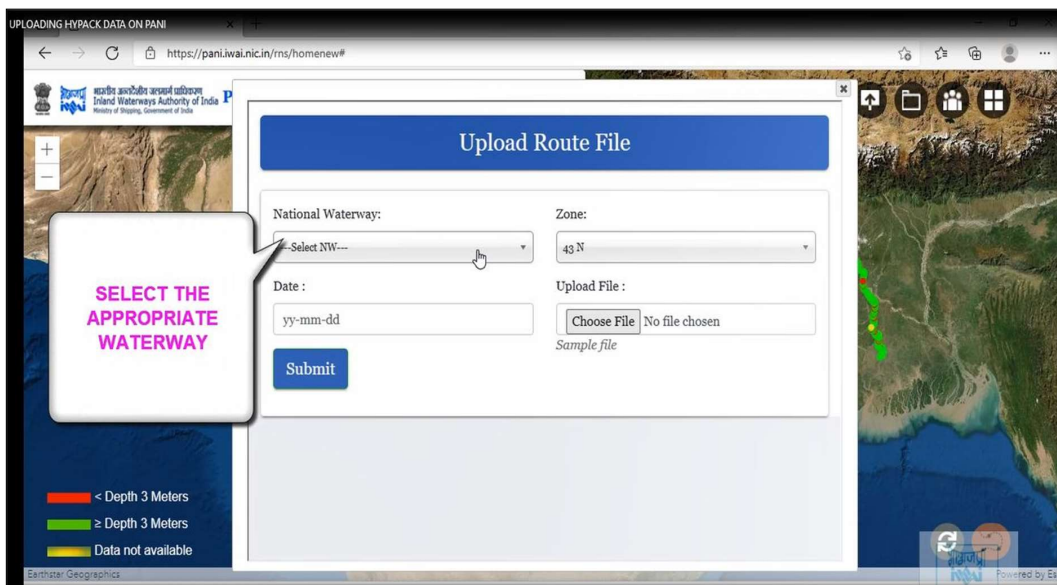 UPLOADING HYPACK DATA ON PANI
https://pani.iwai.nic.in/rns/homenew#
भारतीय अन्तर्देशीय जलमार्ग प्राधिकरण
Inland Waterways Authority of India
Ministry of Shipping, Government of India
P
Upload Route File
National Waterway:
Zone:
---Select NW---
43 N
SELECT THE
APPROPRIATE
WATERWAY
Date :
Upload File :
yy-mm-dd
Choose File No file chosen
Sample file
Submit
< Depth 3 Meters
≥ Depth 3 Meters
Data not available
Earthstar Geographics
Powered by Es